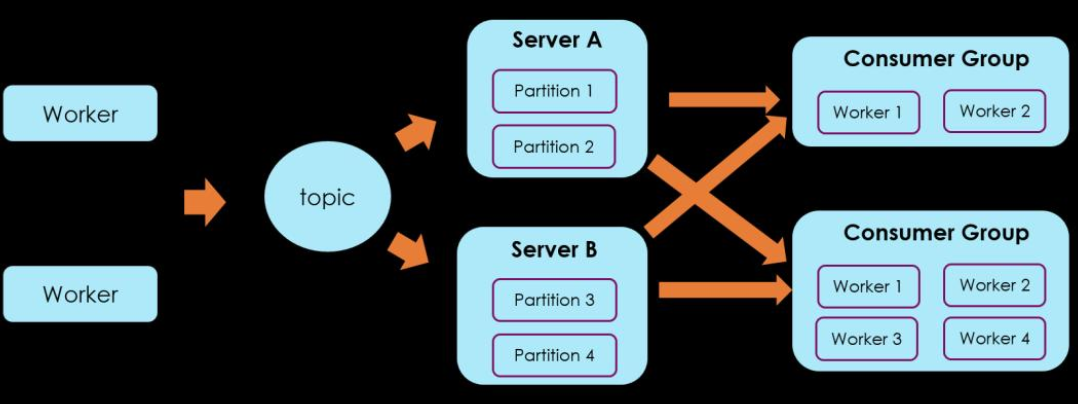 Worker
Worker
topic
Server A
Partition 1
Partition 2
Server B
Partition 3
Partition 4
Consumer Group
Worker 1
Worker 2
Consumer Group
Worker 1
Worker 2
Worker 3
Worker 4